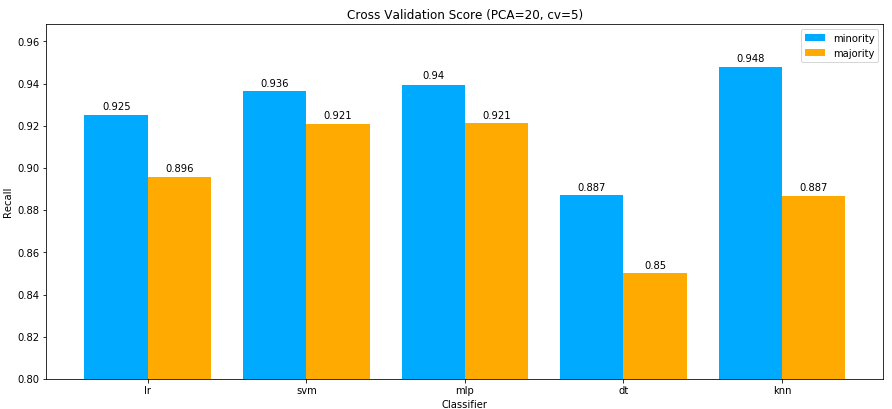 Cross Validation Score (PCA=20, cv=5)
minority
majority
Recall
0.96
0.94
0.92
0.90
0.88
0.86
0.84
0.82
0.80
0.925
0.896
0.936
0.921
0.94
0.921
0.887
0.85
0.948
0.887
lr
svm
mlp
dt
knn
Classifier